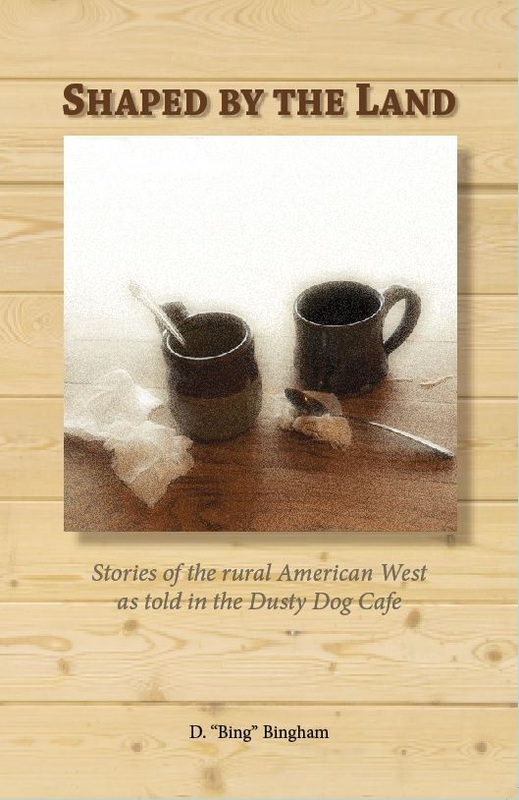 Shaped by the Land
Stories of the rural American West
as told in the Dusty Dog Cafe
D. “Bing” Bingham